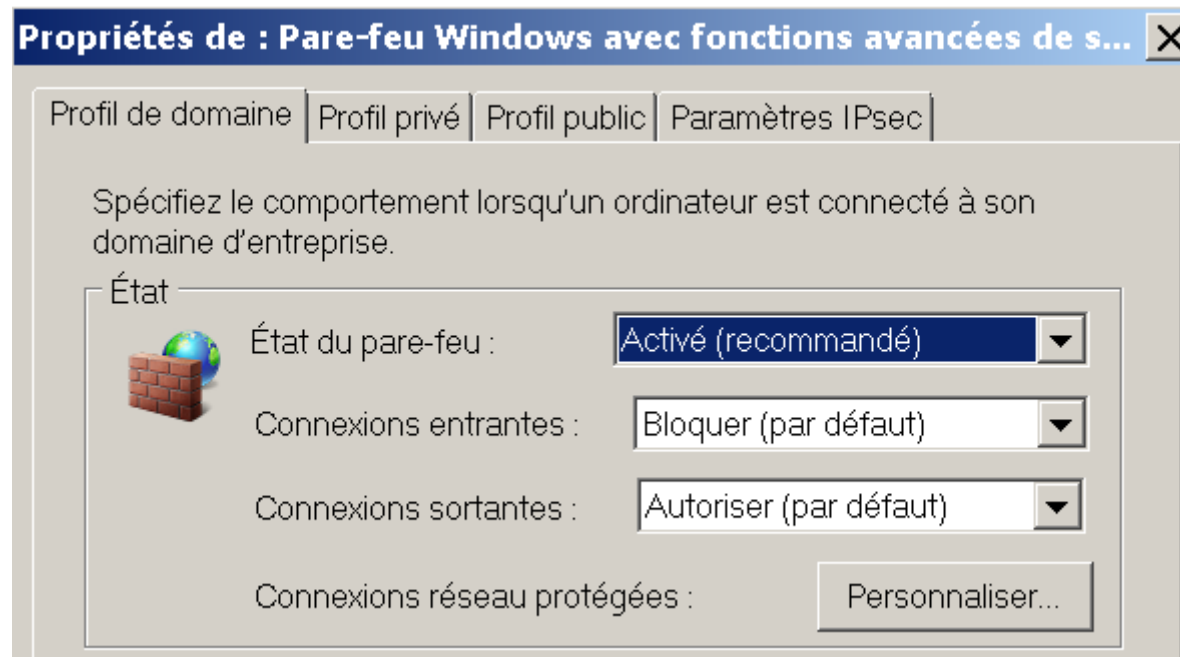 Propriétés de : Pare-feu Windows avec fonctions avancées de s...
Profil de domaine Profil privé Profil public Paramètres IPsec
Spécifiez le comportement lorsqu'un ordinateur est connecté à son
domaine d'entreprise.
État
État du pare-feu : Activé (recommandé)
Connexions entrantes : Bloquer (par défaut)
Connexions sortantes : Autoriser (par défaut)
Connexions réseau protégées : Personnaliser...